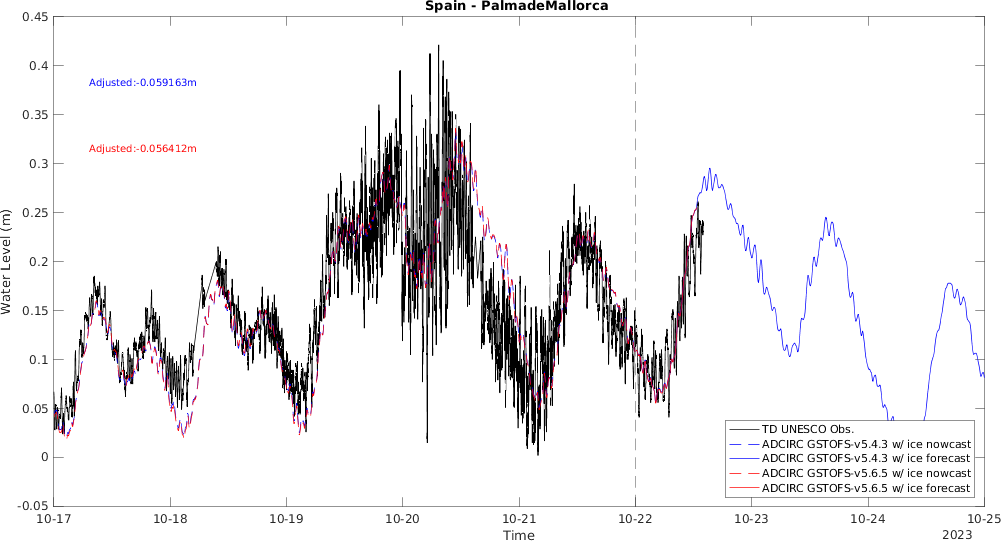 Spain - PalmadeMallorca
0.45
0.4
0.35
0.3
0.25
0.2
0.15
0.1
0.05
0
-0.05
Water Level (m)
Adjusted:-0.059163m
Adjusted:-0.056412m
TD UNESCO Obs.
ADCIRC GSTOFS-v5.4.3 w/ ice nowcast
ADCIRC GSTOFS-v5.4.3 w/ ice forecast
ADCIRC GSTOFS-v5.6.5 w/ ice nowcast
ADCIRC GSTOFS-v5.6.5 w/ ice forecast
10-17 10-18 10-19 10-20 10-21 10-22 10-23 10-24 10-25
Time
2023